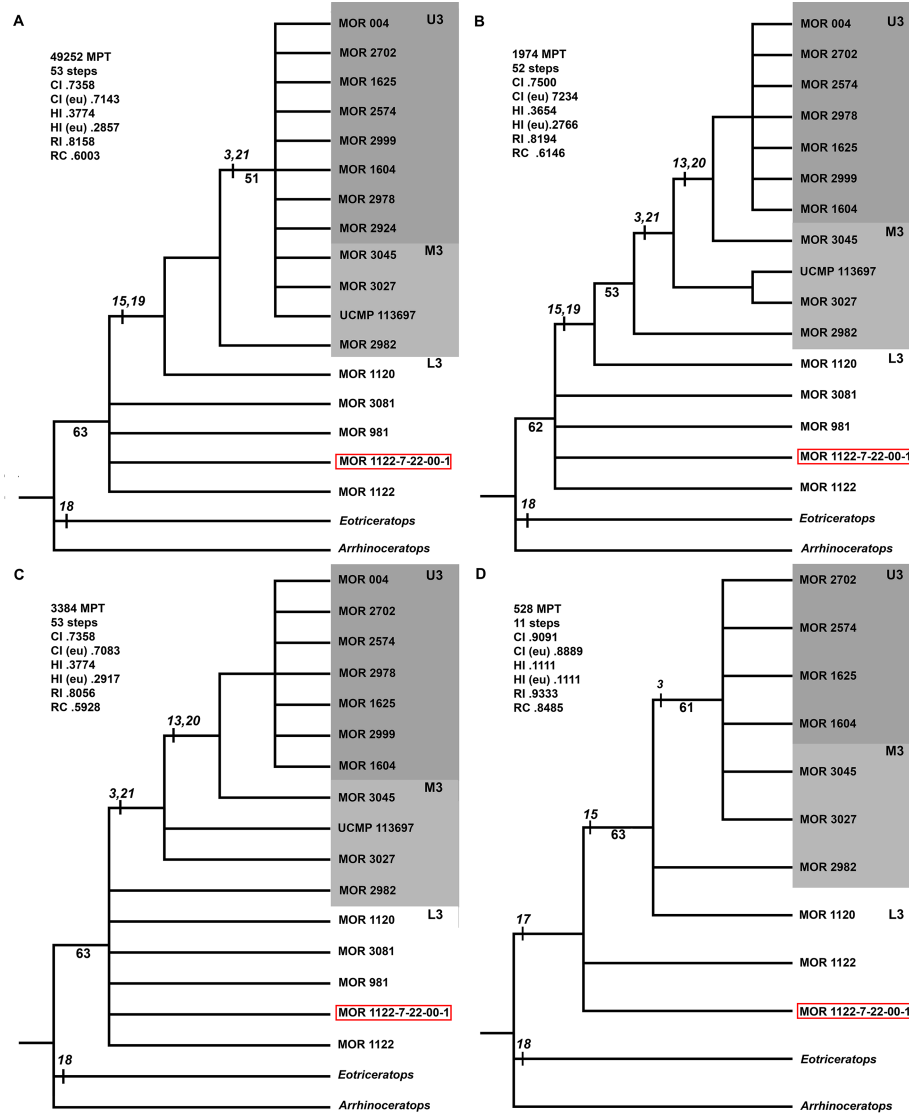 A
U3
49252 MPT
53 steps
CI .7358
CI (eu) .7143
HI .3774
HI (eu) .2857
RI .8158
RC .6003
MOR 004
MOR 2702
MOR 1625
MOR 2574
MOR 2999
3,21
51
MOR 1604
MOR 2978
MOR 2924
MOR 3045
M3
MOR 3027
15,19
UCMP 113697
MOR 2982
L3
MOR 1120
MOR 3081
63
MOR 981
MOR 1122-7-22-00-1
MOR 1122
18
Eotriceratops
Arrhinoceratops
B
U3
1974 MPT
52 steps
CI .7500
CI (eu) 7234
HI .3654
HI (eu).2766
RI .8194
RC .6146
MOR 004
MOR 2702
MOR 2574
MOR 2978
MOR 1625
13,20
MOR 2999
MOR 1604
3,21
M3
MOR 3045
UCMP 113697
53
MOR 3027
15,19
MOR 2982
L3
MOR 1120
MOR 3081
62
MOR 981
MOR 1122-7-22-00-1
MOR 1122
18
Eotriceratops
Arrhinoceratops
C
U3
3384 MPT
53 steps
CI .7358
CI (eu) .7083
HI .3774
HI (eu) .2917
RI .8056
RC .5928
MOR 004
MOR 2702
MOR 2574
MOR 2978
MOR 1625
13,20
MOR 2999
MOR 1604
M3
3,21
MOR 3045
UCMP 113697
MOR 3027
MOR 2982
L3
MOR 1120
63
MOR 3081
MOR 981
MOR 1122-7-22-00-1
MOR 1122
18
Eotriceratops
Arrhinoceratops
D
U3
528 MPT
11 steps
CI .9091
CI (eu) .8889
HI .1111
HI (eu) .1111
RI .9333
RC .8485
MOR 2702
MOR 2574
MOR 1625
3
61
MOR 1604
M3
MOR 3045
MOR 3027
15
63
MOR 2982
MOR 1120
L3
17
MOR 1122
MOR 1122-7-22-00-1
18
Eotriceratops
Arrhinoceratops